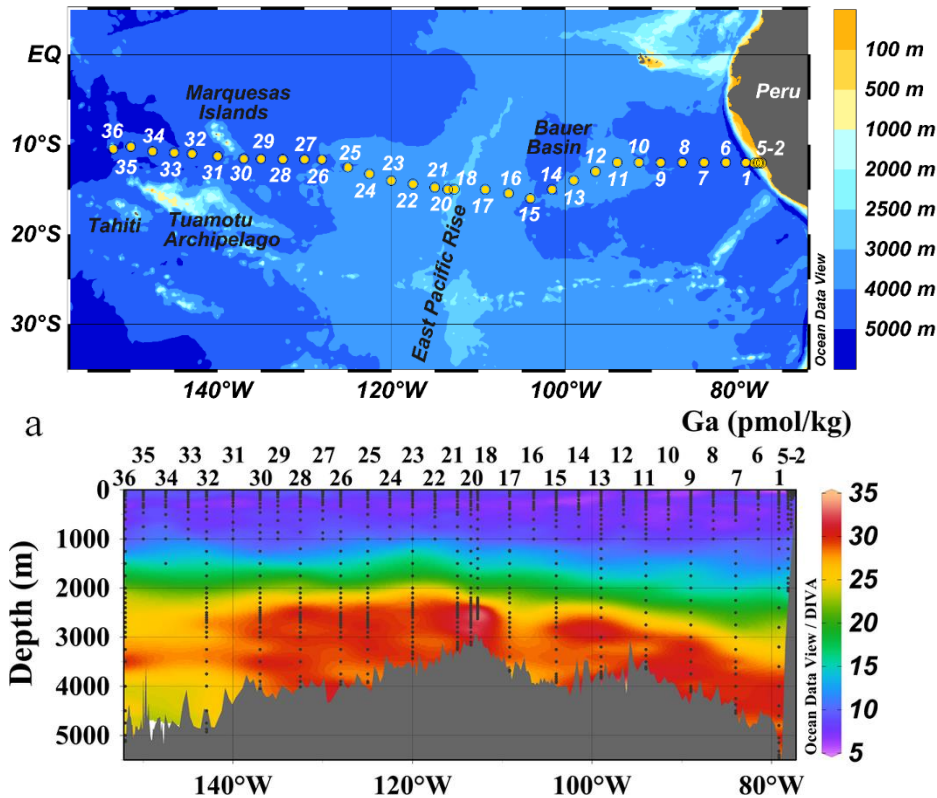 EQ
10°S
20°S
30°S
140°W
120°W
100°W
80°W
Marquesas
Islands
Bauer
Basin
Peru
Tahiti
Tuamotu
Archipelago
East Pacific Rise
36 34 32 29 27 25 23 21 18 16 14 12 10 8 6 5-2
35 33 31 30 28 26 24 22 20 17 15 13 11 9 7 1
Ocean Data View
100 m
500 m
1000 m
2000 m
2500 m
3000 m
4000 m
5000 m
a
Ga (pmol/kg)
35 33 31 29 27 25 23 21 18 16 14 12 10 8 6 5-2
36 34 32 30 28 26 24 22 20 17 15 13 11 9 7 1
Depth (m)
0
1000
2000
3000
4000
5000
140°W
120°W
100°W
80°W
Ocean Data View / DIVA
35
30
25
20
15
10
5